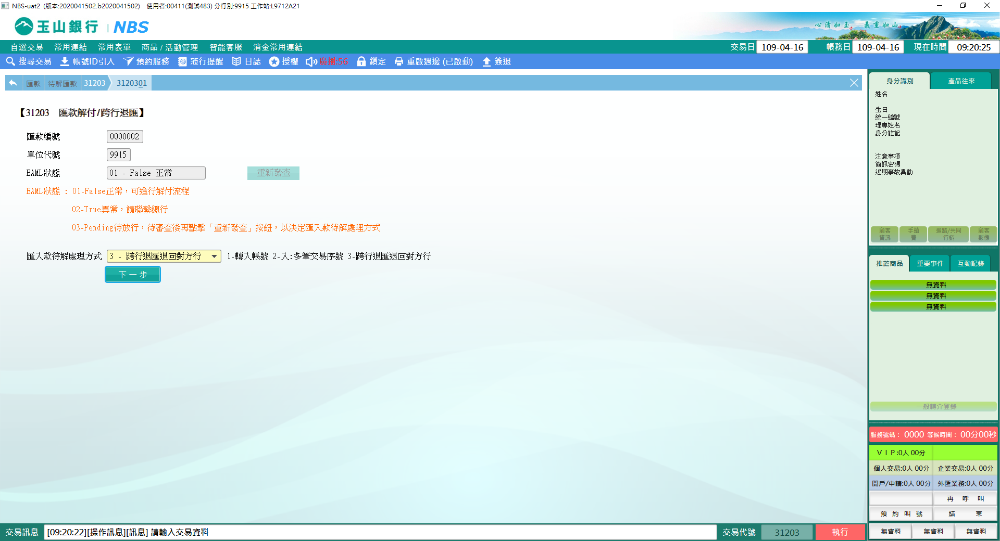 NBS-uat2 (版本:2020041502.b2020041502) 使用者:00411(測試483) 分行別:9915 工作站:L9712A21
玉山銀行 | NBS
心清如玉 義重如山
自選交易 常用連結 常用表單 商品 / 活動管理 智能客服 消金常用連結 交易日 109-04-16 帳務日 109-04-16 現在時間 09:20:25
搜尋交易 帳號ID引入 預約服務 蒞行提醒 日誌 授權 廣播:56 鎖定 重啟週邊 (已啟動) 簽退
匯款 待解匯款 31203 3120301
【31203 匯款解付/跨行退匯】
匯款編號 0000002
單位代號 9915
EAML狀態 01 - False 正常 重新發查
EAML狀態 : 01-False正常，可進行解付流程
02-True異常，請聯繫總行
03-Pending待放行，待審查後再點擊「重新發查」按鈕，以決定匯入款待解處理方式
匯入款待解處理方式 3 - 跨行退匯退回對方行 1-轉入帳號 2-入:多筆交易序號 3-跨行退匯退回對方行
下一步
身分識別 產品往來
姓名
生日
統一編號
理專姓名
身分註記
注意事項
簡訊密碼
近期事故異動
顧客資訊 手續費 通路/共同行銷 顧客影像
推薦商品 重要事件 互動記錄
無資料
無資料
無資料
一般轉介登錄
服務號碼： 0000 等候時間： 00分00秒
ＶＩＰ:0人 00分
個人交易:0人 00分 企業交易:0人 00分
開戶/申請:0人 00分 外匯業務:0人 00分
再 呼 叫
預 約 叫 號 結 束
無資料 無資料 無資料
交易訊息 [09:20:22][操作訊息][訊息] 請輸入交易資料 交易代號 31203 執行